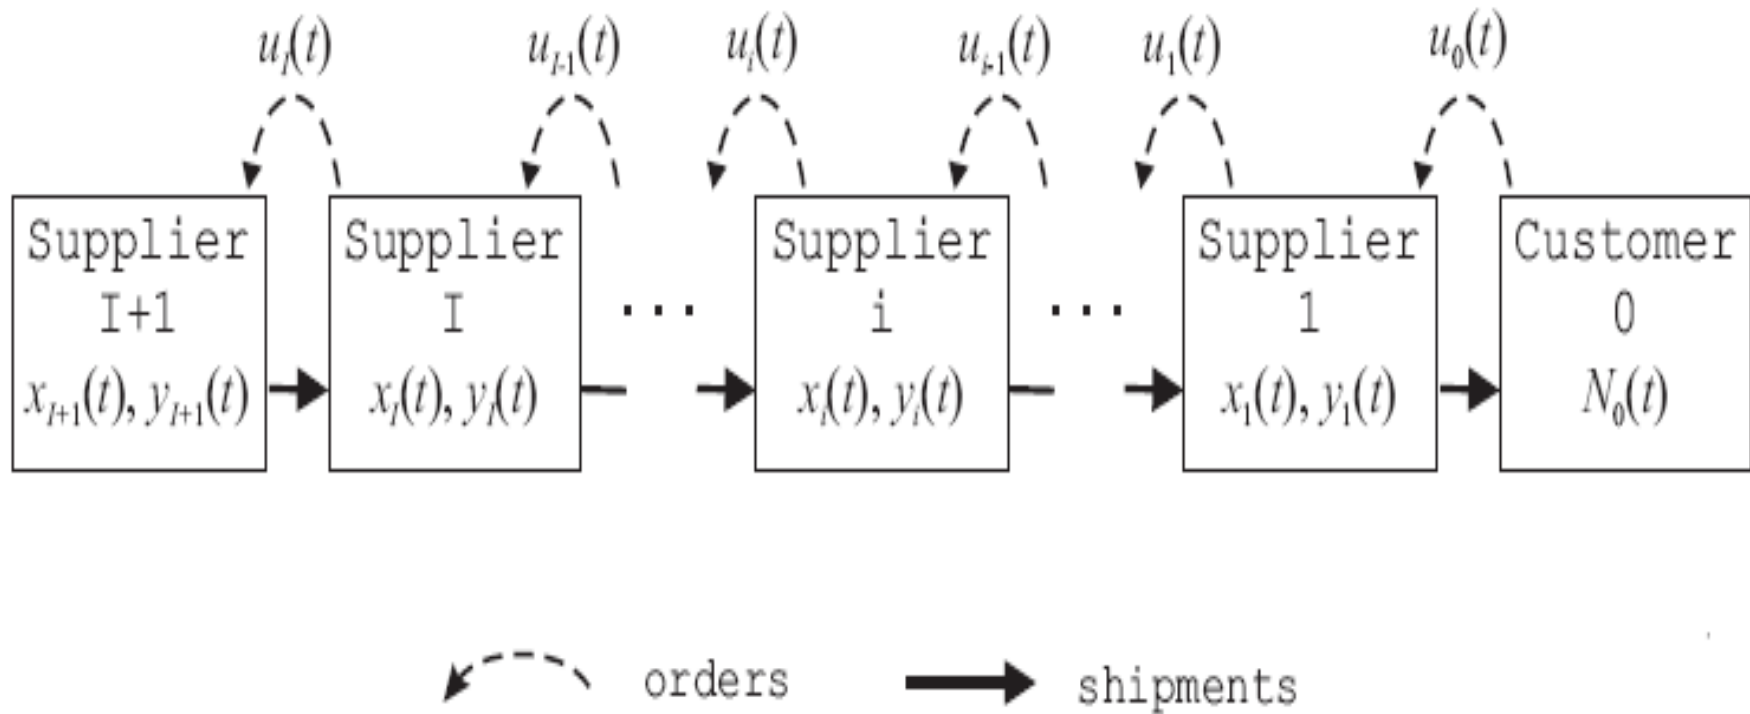 u_I(t) u_{I-1}(t) u_i(t) u_{i-1}(t) u_1(t) u_0(t)
Supplier Supplier Supplier Supplier Customer
I+1 I ... i ... 1 0
x_{I+1}(t), y_{I+1}(t) x_I(t), y_I(t) x_i(t), y_i(t) x_1(t), y_1(t) N_0(t)
orders shipments